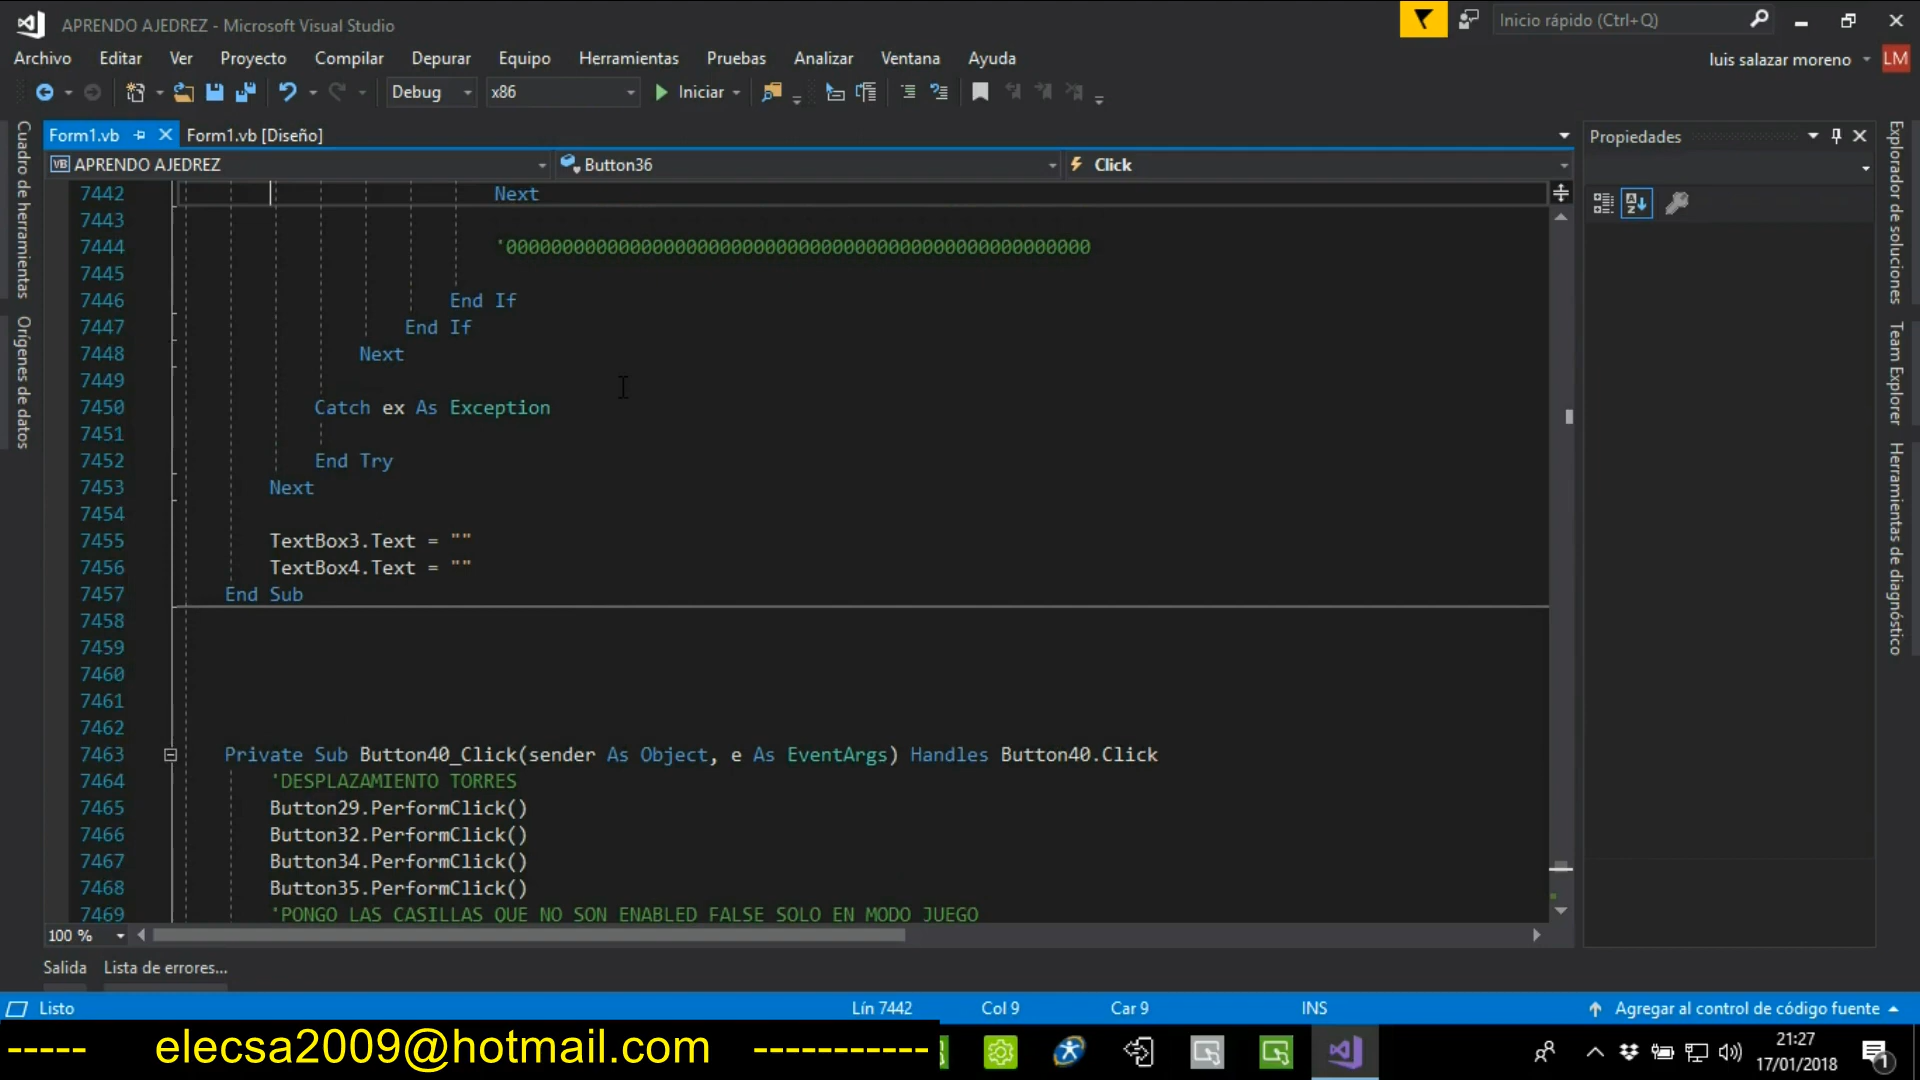 APRENDO AJEDREZ - Microsoft Visual Studio
Inicio rápido (Ctrl+Q)
Archivo Editar Ver Proyecto Compilar Depurar Equipo Herramientas Pruebas Analizar Ventana Ayuda
luis salazar moreno LM
Debug x86 Iniciar
Form1.vb Form1.vb [Diseño]
Propiedades
VB APRENDO AJEDREZ Button36 Click
Cuadro de herramientas
Orígenes de datos
Explorador de soluciones
Team Explorer
Herramientas de diagnóstico
7442 Next
7443
7444
7445
7446 End If
7447 End If
7448 Next
7449
7450 Catch ex As Exception
7451
7452 End Try
7453 Next
7454
7455 TextBox3.Text = ""
7456 TextBox4.Text = ""
7457 End Sub
7458
7459
7460
7461
7462
7463 Private Sub Button40_Click(sender As Object, e As EventArgs) Handles Button40.Click
7464 'DESPLAZAMIENTO TORRES
7465 Button29.PerformClick()
7466 Button32.PerformClick()
7467 Button34.PerformClick()
7468 Button35.PerformClick()
7469 'PONGO LAS CASILLAS QUE NO SON ENABLED FALSE SOLO EN MODO JUEGO
100 %
Salida Lista de errores...
Listo Lín 7442 Col 9 Car 9 INS Agregar al control de código fuente
----- elecsa2009@hotmail.com -----------
21:27
17/01/2018
1